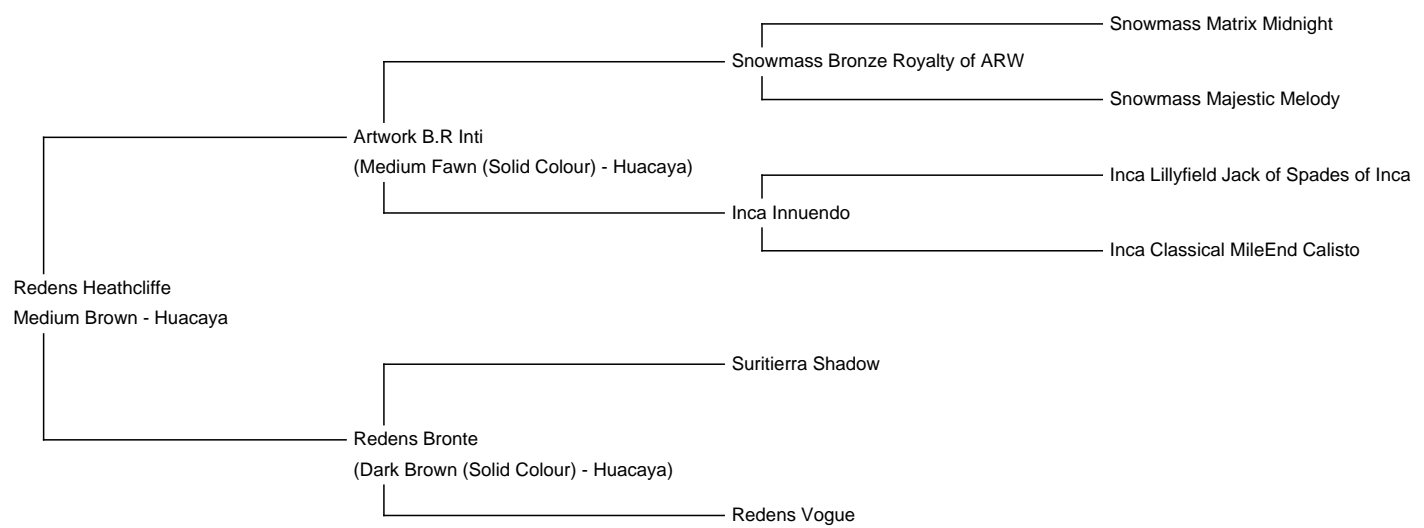 Snowmass Matrix Midnight
Snowmass Bronze Royalty of ARW
Snowmass Majestic Melody
Artwork B.R Inti
(Medium Fawn (Solid Colour) - Huacaya)
Inca Lillyfield Jack of Spades of Inca
Inca Innuendo
Inca Classical MileEnd Calisto
Redens Heathcliffe
Medium Brown - Huacaya
Suritierra Shadow
Redens Bronte
(Dark Brown (Solid Colour) - Huacaya)
Redens Vogue